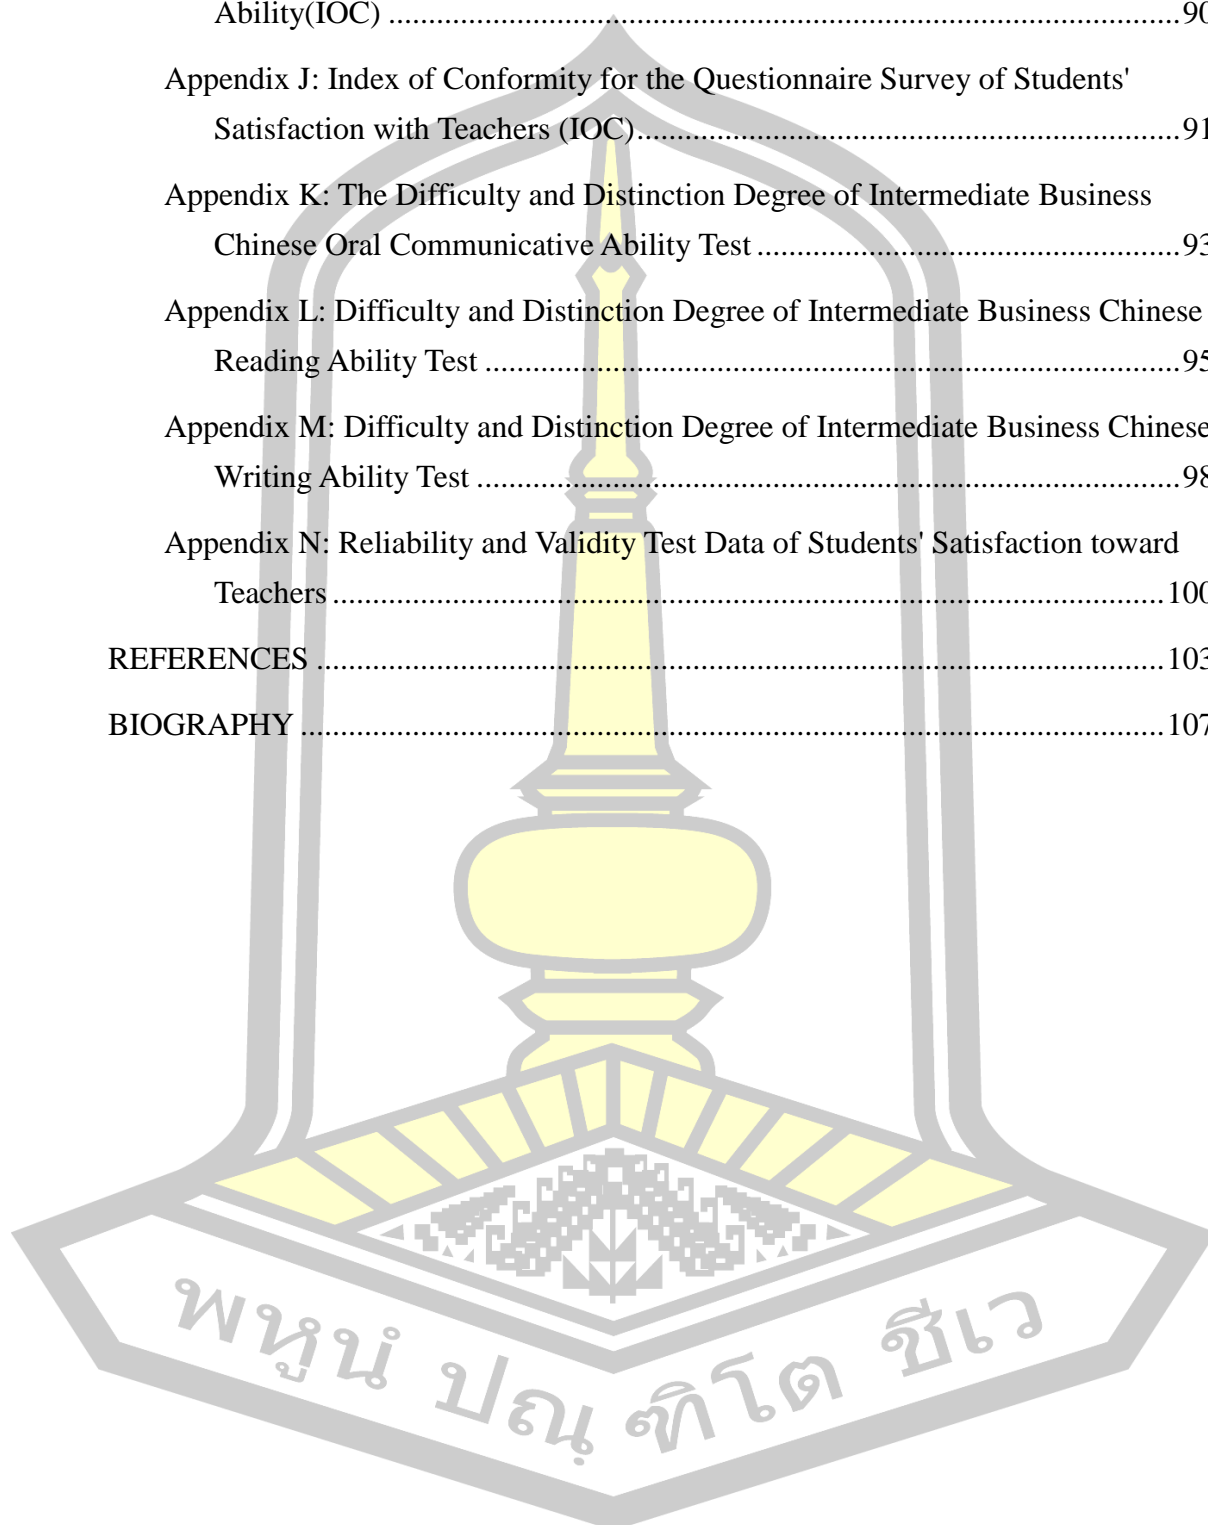 Ability(IOC) ........................................................................................................90
Appendix J: Index of Conformity for the Questionnaire Survey of Students'
Satisfaction with Teachers (IOC).......................................................................91
Appendix K: The Difficulty and Distinction Degree of Intermediate Business
Chinese Oral Communicative Ability Test .......................................................93
Appendix L: Difficulty and Distinction Degree of Intermediate Business Chinese
Reading Ability Test ...........................................................................................95
Appendix M: Difficulty and Distinction Degree of Intermediate Business Chinese
Writing Ability Test ............................................................................................98
Appendix N: Reliability and Validity Test Data of Students' Satisfaction toward
Teachers .............................................................................................................100
REFERENCES ................................................................................................................103
BIOGRAPHY ..................................................................................................................107
พหูนํ ปณฺฑิโต ชีเว